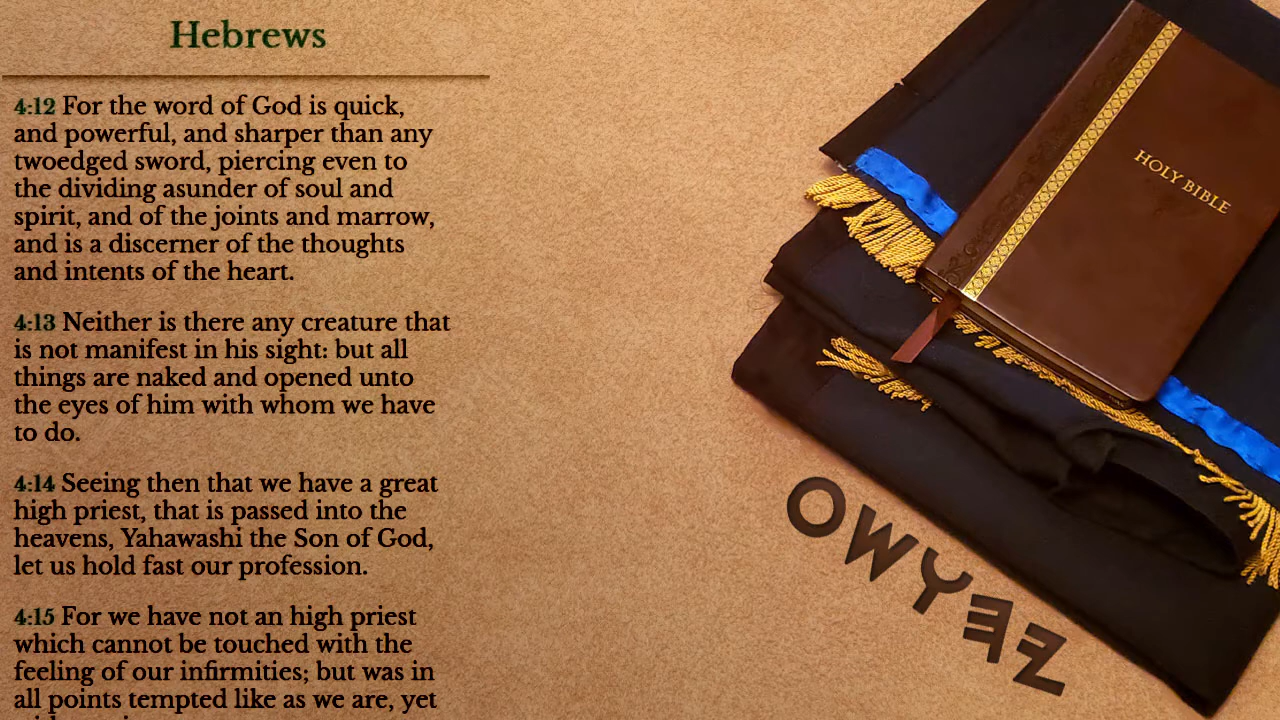 Hebrews
4:12 For the word of God is quick,
and powerful, and sharper than any
twoedged sword, piercing even to
the dividing asunder of soul and
spirit, and of the joints and marrow,
and is a discerner of the thoughts
and intents of the heart.
4:13 Neither is there any creature that
is not manifest in his sight: but all
things are naked and opened unto
the eyes of him with whom we have
to do.
4:14 Seeing then that we have a great
high priest, that is passed into the
heavens, Yahawashi the Son of God,
let us hold fast our profession.
4:15 For we have not an high priest
which cannot be touched with the
feeling of our infirmities; but was in
all points tempted like as we are, yet
HOLY BIBLE
𐤉𐤄𐤅𐤔𐤏